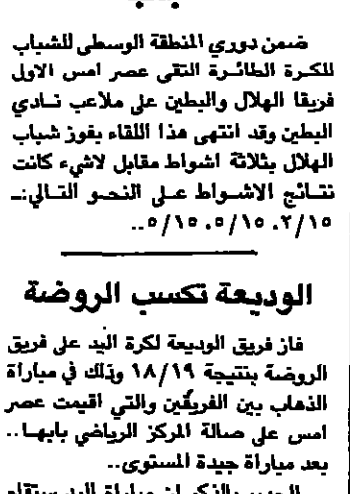 ضمن دوري المنطقة الوسطى للشباب
للكرة الطائرة التقى عصر امس الاول
فريقا الهلال والبطين على ملاعب نادي
البطين وقد انتهى هذا اللقاء بفوز شباب
الهلال بثلاثة اشواط مقابل لاشيء كانت
نتائج الاشواط على النحو التالي:ـ
٢/١٥، ٥/١٥، ٥/١٥..
الوديعة تكسب الروضة
فاز فريق الوديعة لكرة اليد على فريق
الروضة بنتيجة ١٨/١٩ وذلك في مباراة
الذهاب بين الفريقين والتي اقيمت عصر
امس على صالة المركز الرياضي بابها..
بعد مباراة جيدة المستوى..